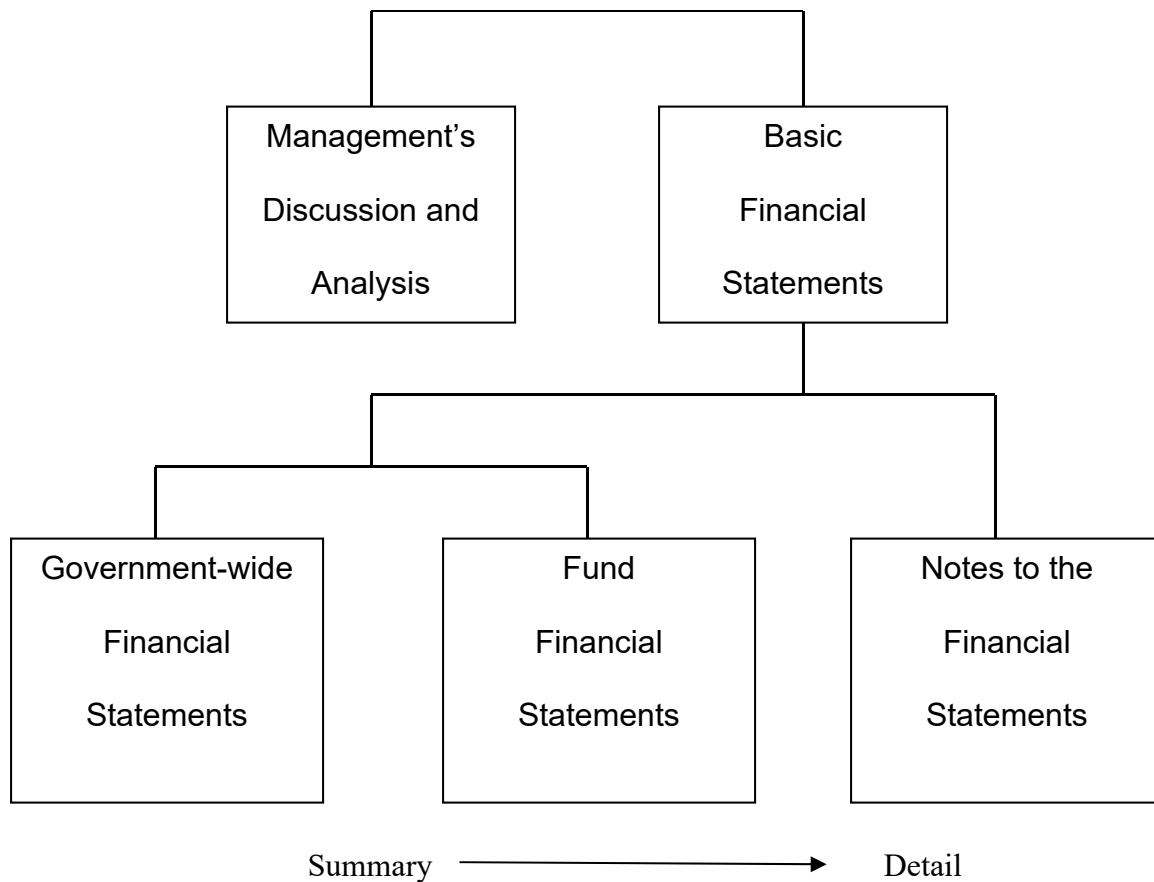 Management’s
Discussion and
Analysis
Basic
Financial
Statements
Government-wide
Financial
Statements
Fund
Financial
Statements
Notes to the
Financial
Statements
Summary
Detail